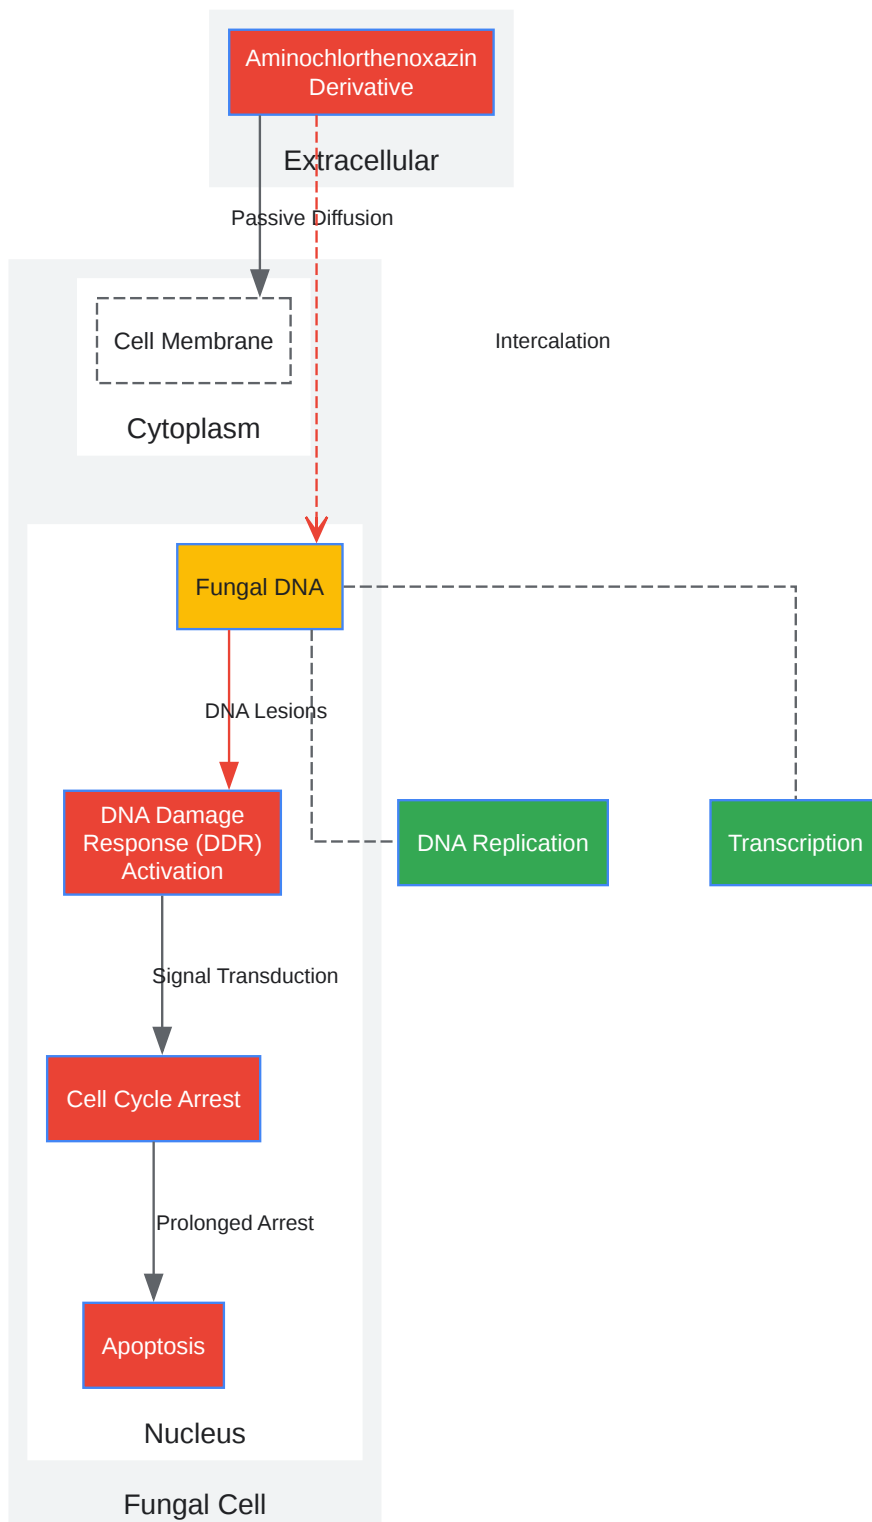 Aminochlorthenoxazin
Derivative
Extracellular
Passive Diffusion
Cell Membrane
Intercalation
Cytoplasm
Fungal DNA
DNA Lesions
DNA Damage
Response (DDR)
Activation
DNA Replication
Transcription
Signal Transduction
Cell Cycle Arrest
Prolonged Arrest
Apoptosis
Nucleus
Fungal Cell